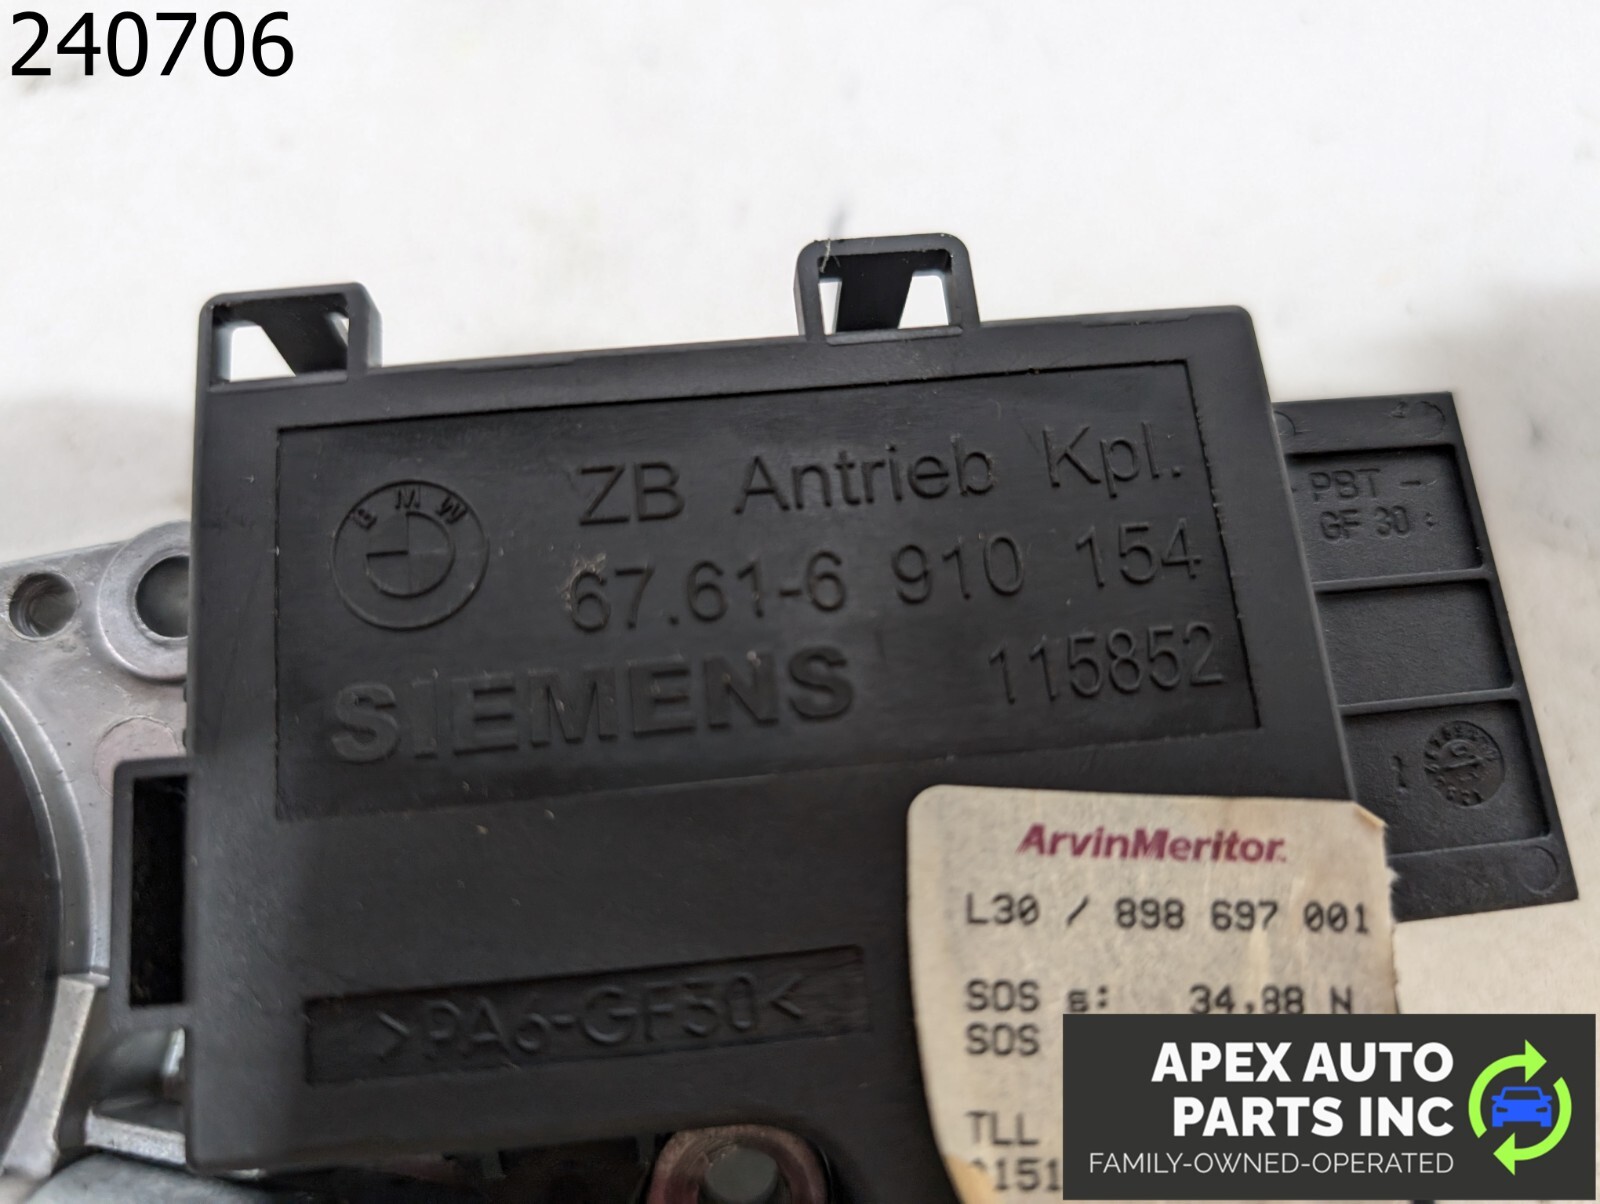 240706
BMW
ZB Antrieb Kpl.
67.61-6 910 154
SIEMENS 115852
PBT -
GF 30
ArvinMeritor
L30 / 898 697 001
SOS s: 34,88 N
SOS
TLL
>PA6-GF30<
APEX AUTO
PARTS INC
FAMILY-OWNED-OPERATED